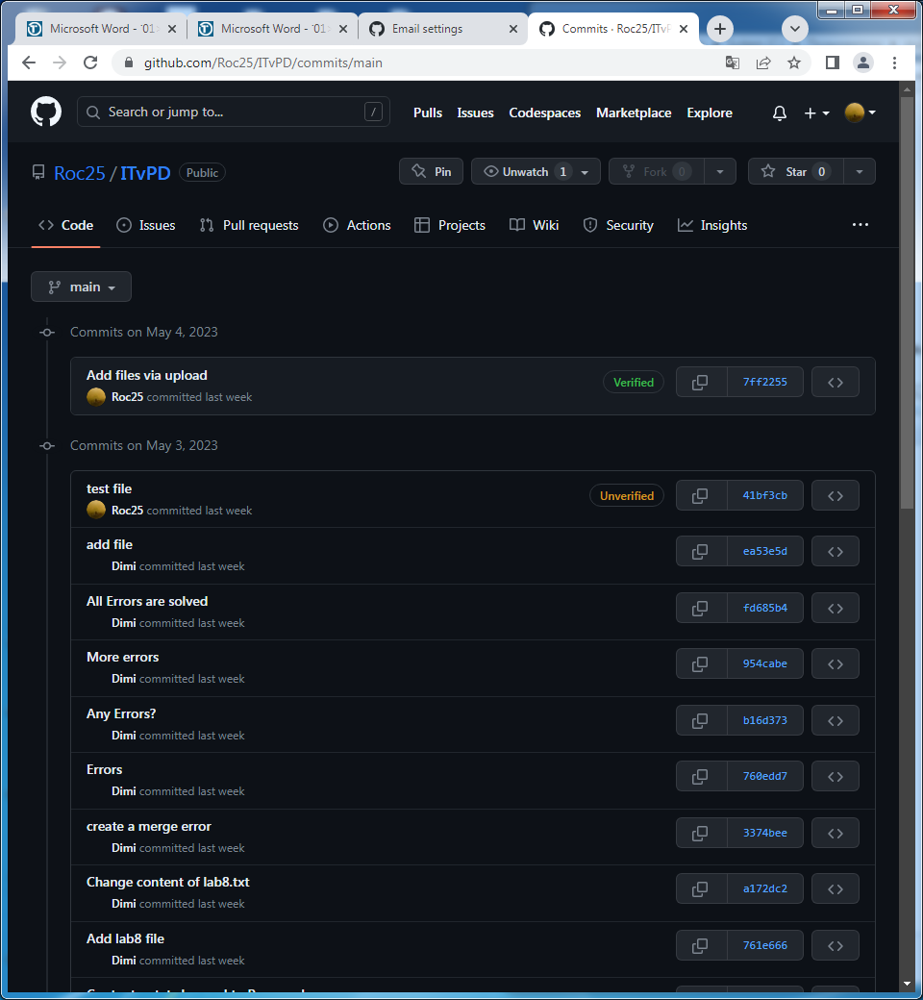 Microsoft Word - '01
Microsoft Word - '01
Email settings
Commits · Roc25/ITvP
github.com/Roc25/ITvPD/commits/main
Search or jump to... /
Pulls Issues Codespaces Marketplace Explore
Roc25 / ITvPD Public
Pin Unwatch 1 Fork 0 Star 0
Code Issues Pull requests Actions Projects Wiki Security Insights
main
Commits on May 4, 2023
Add files via upload
Roc25 committed last week
Verified 7ff2255
Commits on May 3, 2023
test file
Roc25 committed last week
Unverified 41bf3cb
add file
Dimi committed last week
ea53e5d
All Errors are solved
Dimi committed last week
fd685b4
More errors
Dimi committed last week
954cabe
Any Errors?
Dimi committed last week
b16d373
Errors
Dimi committed last week
760edd7
create a merge error
Dimi committed last week
3374bee
Change content of lab8.txt
Dimi committed last week
a172dc2
Add lab8 file
Dimi committed last week
761e666